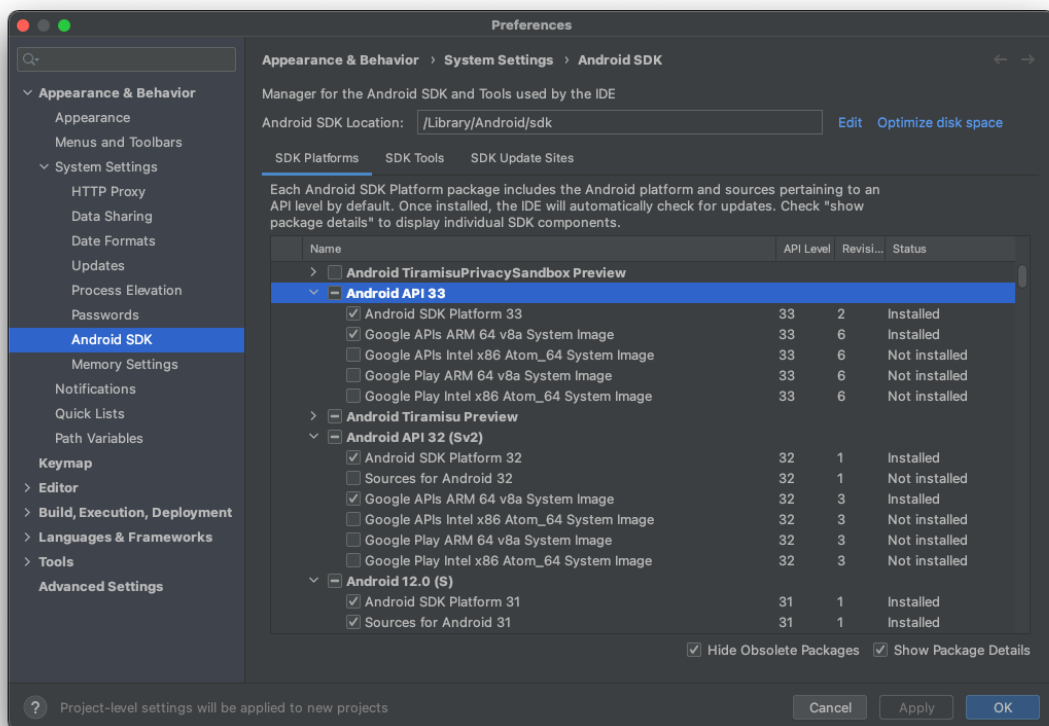 Preferences
Appearance & Behavior › System Settings › Android SDK
Appearance & Behavior
Appearance
Menus and Toolbars
System Settings
HTTP Proxy
Data Sharing
Date Formats
Updates
Process Elevation
Passwords
Android SDK
Memory Settings
Notifications
Quick Lists
Path Variables
Keymap
Editor
Build, Execution, Deployment
Languages & Frameworks
Tools
Advanced Settings
Manager for the Android SDK and Tools used by the IDE
Android SDK Location: /Library/Android/sdk Edit Optimize disk space
SDK Platforms SDK Tools SDK Update Sites
Each Android SDK Platform package includes the Android platform and sources pertaining to an
API level by default. Once installed, the IDE will automatically check for updates. Check "show
package details" to display individual SDK components.
Name API Level Revisi... Status
Android TiramisuPrivacySandbox Preview
Android API 33
Android SDK Platform 33 33 2 Installed
Google APIs ARM 64 v8a System Image 33 6 Installed
Google APIs Intel x86 Atom_64 System Image 33 6 Not installed
Google Play ARM 64 v8a System Image 33 6 Not installed
Google Play Intel x86 Atom_64 System Image 33 6 Not installed
Android Tiramisu Preview
Android API 32 (Sv2)
Android SDK Platform 32 32 1 Installed
Sources for Android 32 32 1 Not installed
Google APIs ARM 64 v8a System Image 32 3 Installed
Google APIs Intel x86 Atom_64 System Image 32 3 Not installed
Google Play ARM 64 v8a System Image 32 3 Not installed
Google Play Intel x86 Atom_64 System Image 32 3 Not installed
Android 12.0 (S)
Android SDK Platform 31 31 1 Installed
Sources for Android 31 31 1 Installed
Hide Obsolete Packages Show Package Details
? Project-level settings will be applied to new projects
Cancel Apply OK